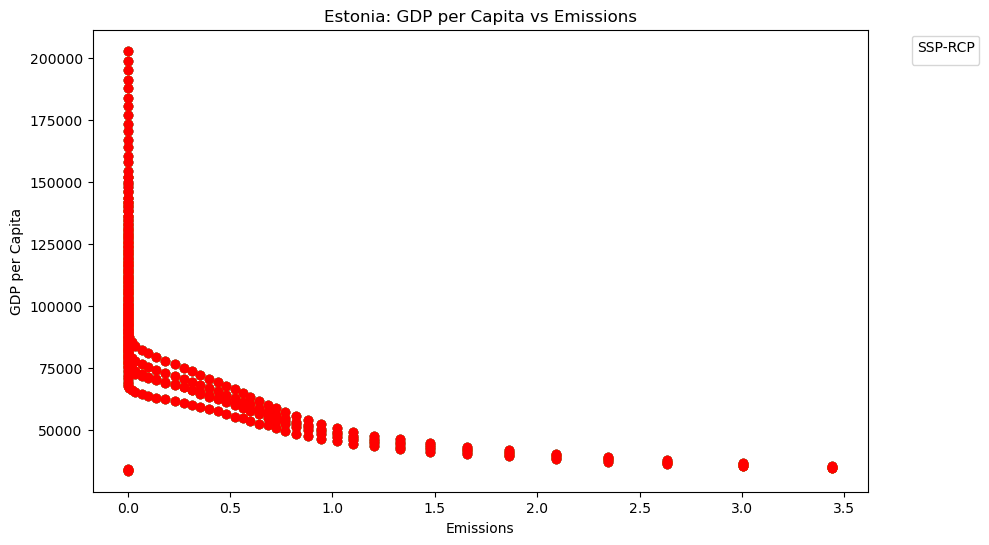 Estonia: GDP per Capita vs Emissions
SSP-RCP
200000
175000
150000
125000
100000
75000
50000
GDP per Capita
0.0 0.5 1.0 1.5 2.0 2.5 3.0 3.5
Emissions